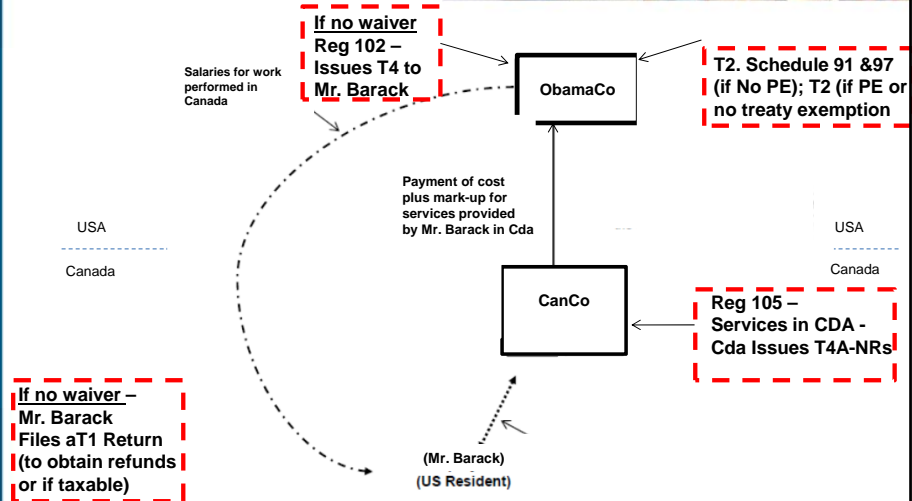 If no waiver
Reg 102 –
Issues T4 to
Mr. Barack
Salaries for work
performed in
Canada
ObamaCo
T2. Schedule 91 &97
(if No PE); T2 (if PE or
no treaty exemption
Payment of cost
plus mark-up for
services provided
by Mr. Barack in Cda
USA
Canada
USA
Canada
CanCo
Reg 105 –
Services in CDA -
Cda Issues T4A-NRs
If no waiver –
Mr. Barack
Files aT1 Return
(to obtain refunds
or if taxable)
(Mr. Barack)
(US Resident)